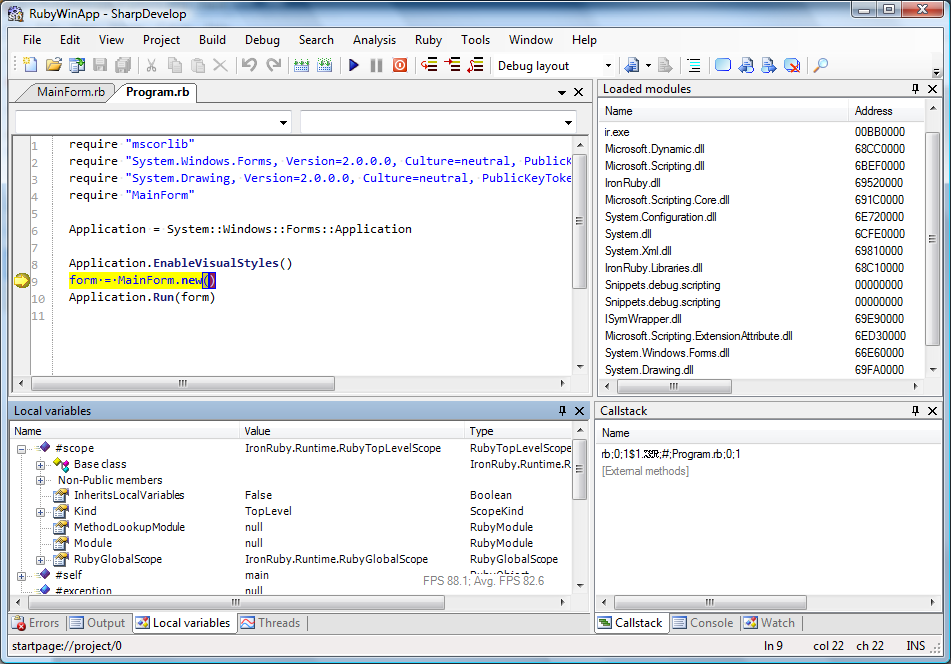 RubyWinApp - SharpDevelop
File Edit View Project Build Debug Search Analysis Ruby Tools Window Help
Debug layout
MainForm.rb Program.rb
1 require "mscorlib"
2 require "System.Windows.Forms, Version=2.0.0.0, Culture=neutral, PublicK
3 require "System.Drawing, Version=2.0.0.0, Culture=neutral, PublicKeyToke
4 require "MainForm"
5
6 Application = System::Windows::Forms::Application
7
8 Application.EnableVisualStyles()
9 form = MainForm.new()
10 Application.Run(form)
11
Loaded modules
Name Address
ir.exe 00BB0000
Microsoft.Dynamic.dll 68CC0000
Microsoft.Scripting.dll 6BEF0000
IronRuby.dll 69520000
Microsoft.Scripting.Core.dll 691C0000
System.Configuration.dll 6E720000
System.dll 6CFE0000
System.Xml.dll 69810000
IronRuby.Libraries.dll 68C10000
Snippets.debug.scripting 00000000
Snippets.debug.scripting 00000000
ISymWrapper.dll 69E90000
Microsoft.Scripting.ExtensionAttribute.dll 6ED30000
System.Windows.Forms.dll 66E60000
System.Drawing.dll 69FA0000
Local variables
Name Value Type
#scope IronRuby.Runtime.RubyTopLevelScope RubyTopLevelScope
Base class IronRuby.Runtime.R
Non-Public members
InheritsLocalVariables False Boolean
Kind TopLevel ScopeKind
MethodLookupModule null RubyModule
Module null RubyModule
RubyGlobalScope IronRuby.Runtime.RubyGlobalScope RubyGlobalScope
#self main RubyObject
#exception null
FPS 88.1; Avg. FPS 82.6
Callstack
Name
;#;Program.rb;0;1
[External methods]
Errors Output Local variables Threads
Callstack Console Watch
startpage://project/0 ln 9 col 22 ch 22 INS